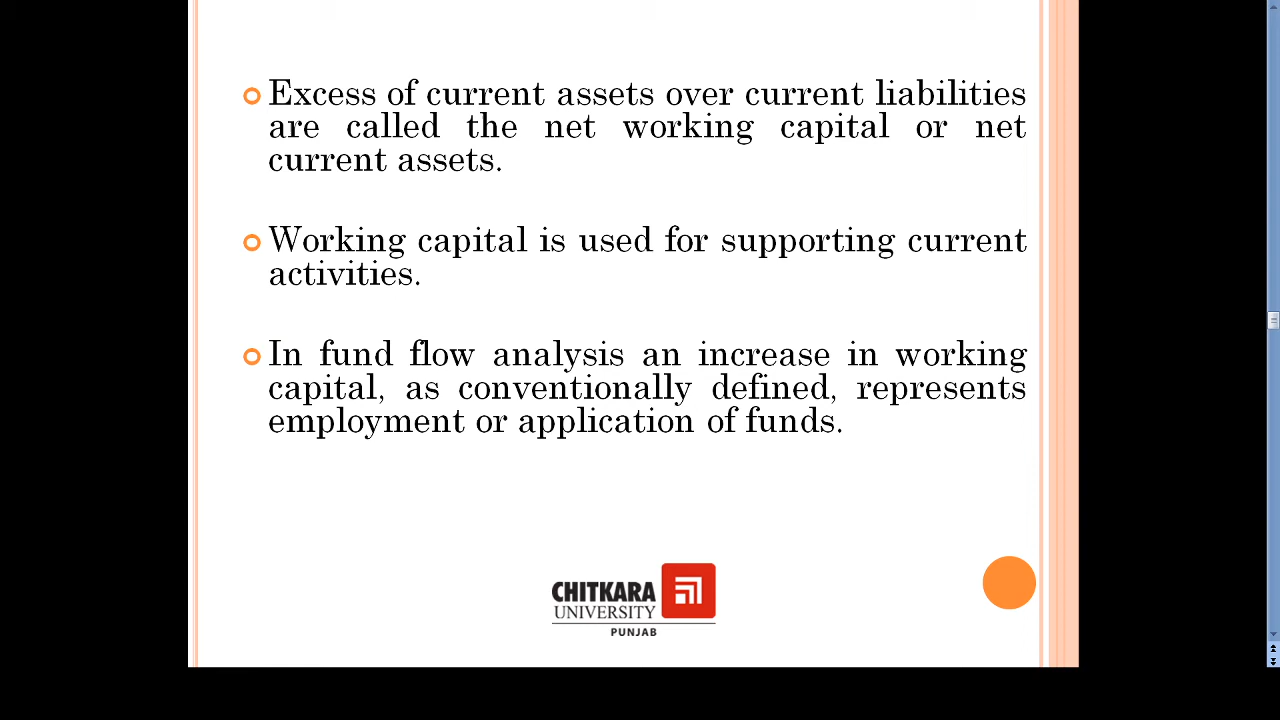 Excess of current assets over current liabilities
are called the net working capital or net
current assets.
Working capital is used for supporting current
activities.
In fund flow analysis an increase in working
capital, as conventionally defined, represents
employment or application of funds.
CHITKARA
UNIVERSITY
PUNJAB